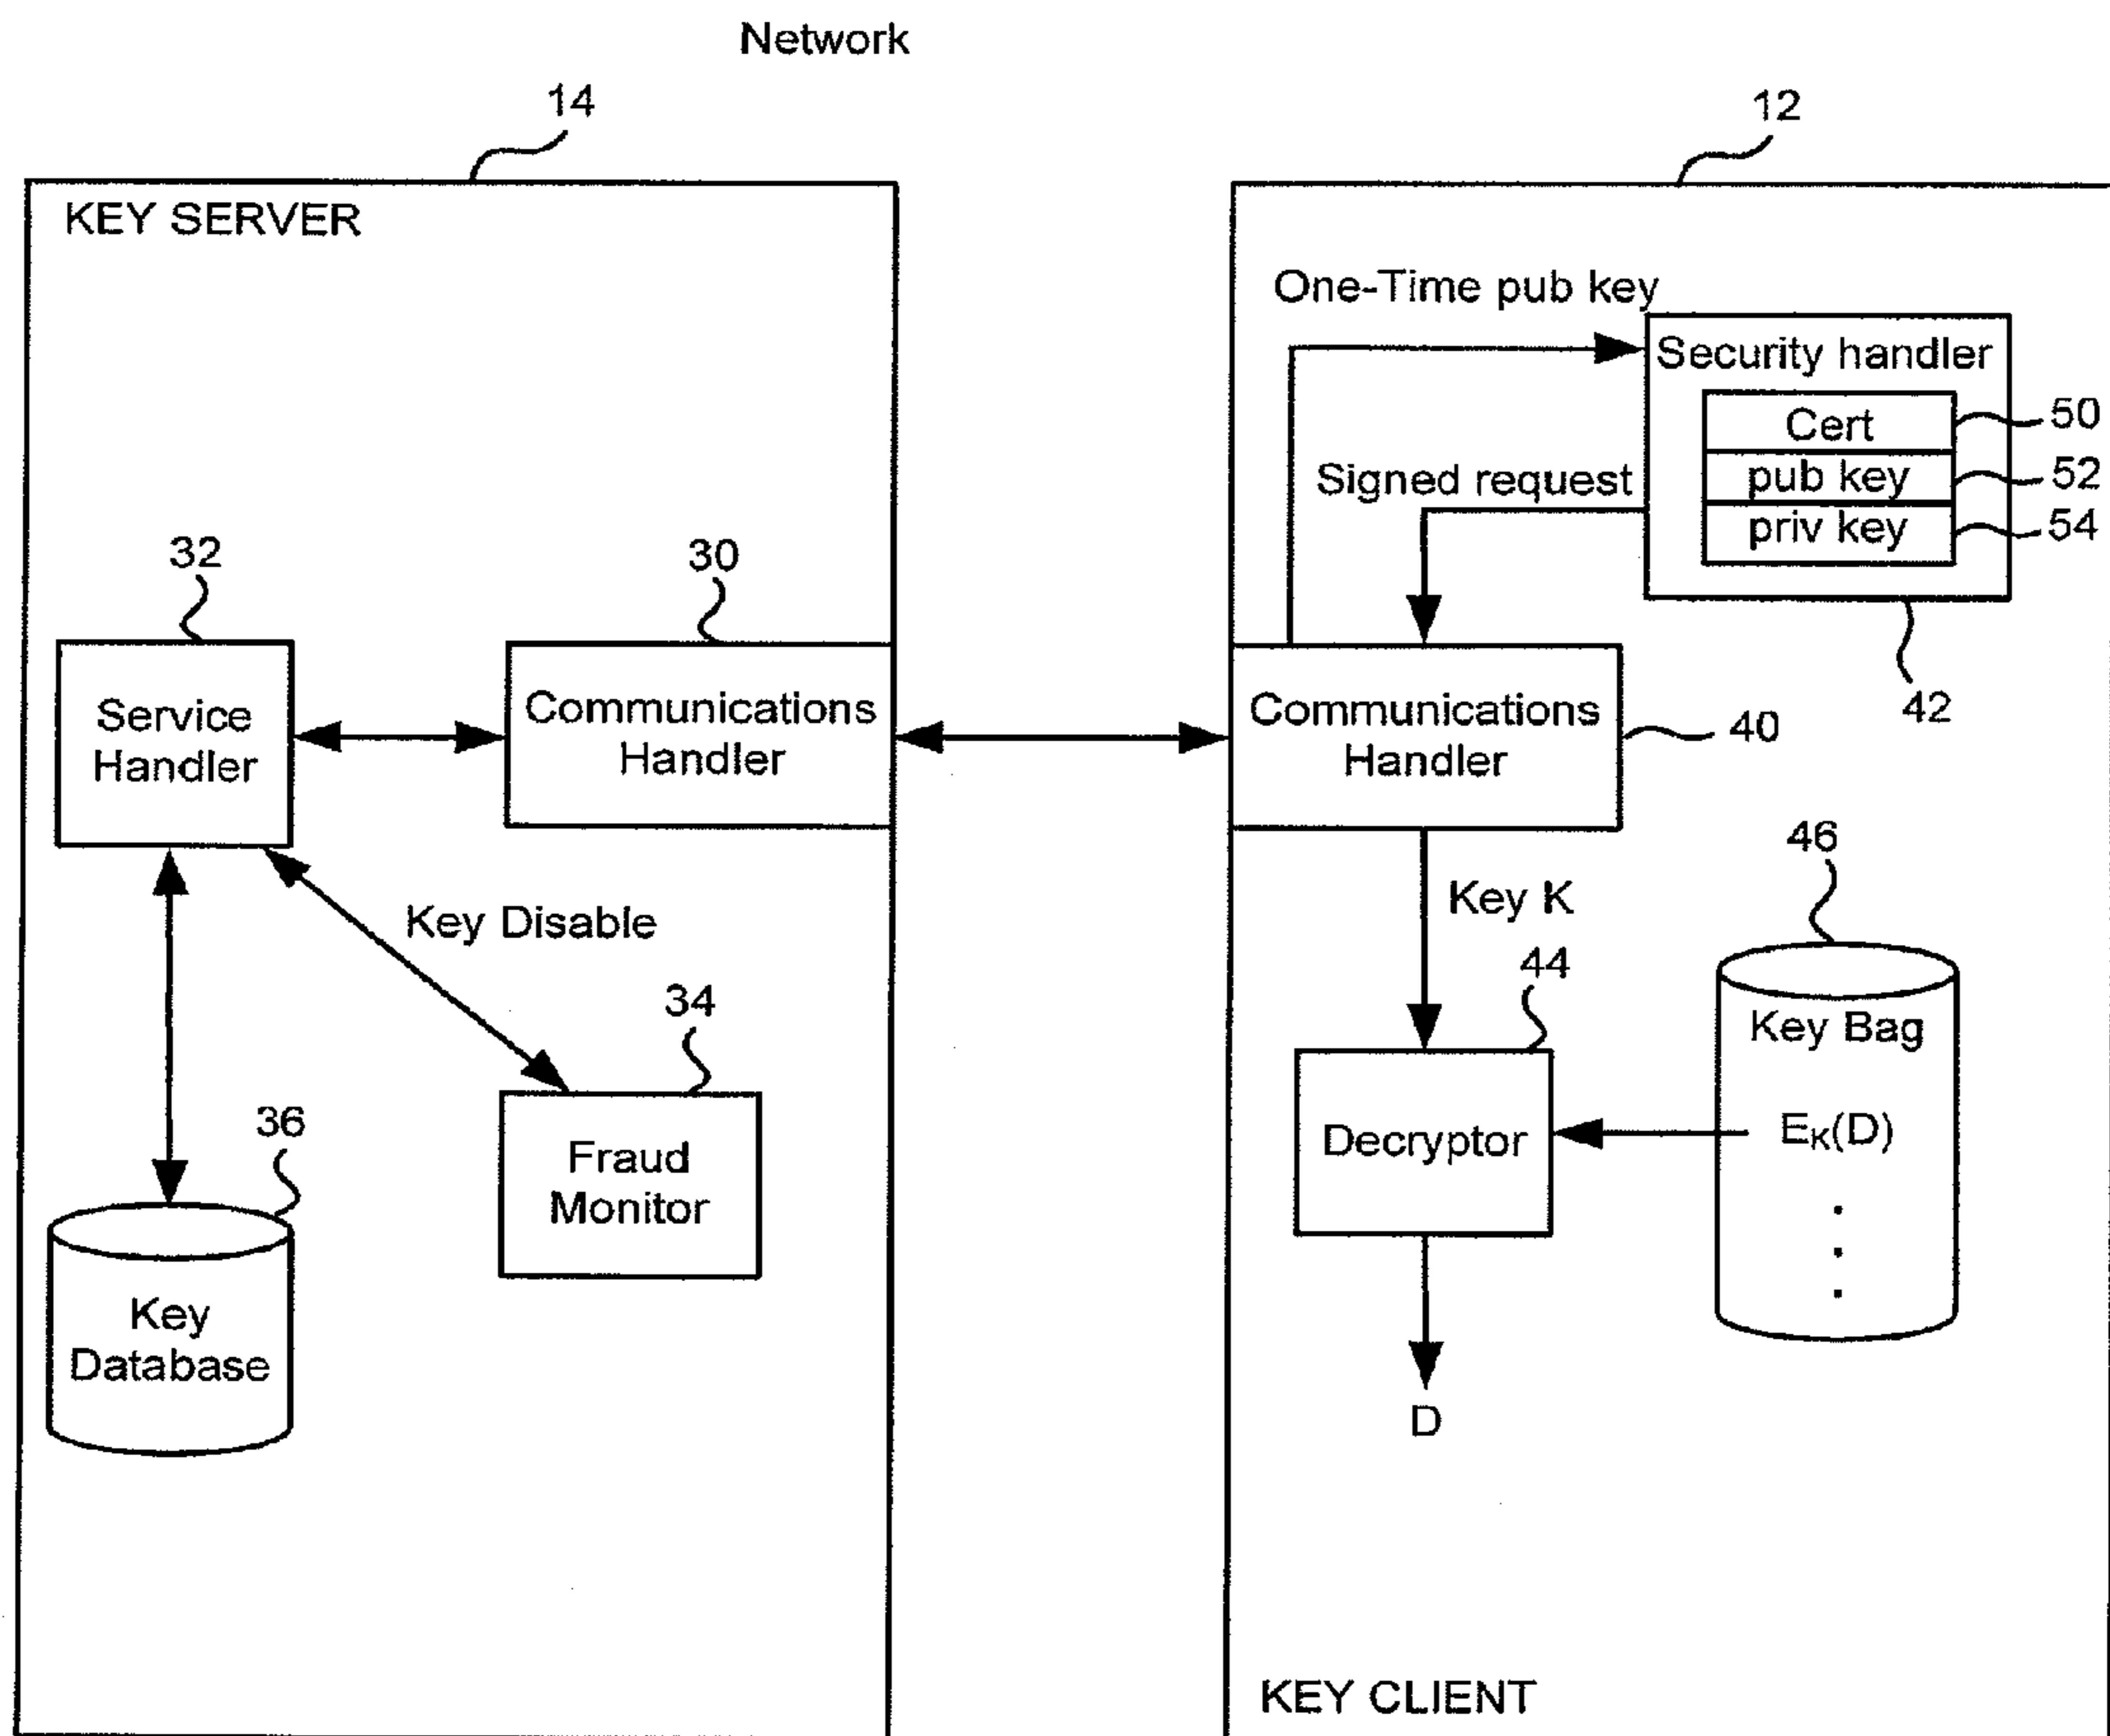 Network
14
12
KEY SERVER
One-Time pub key
Security handler
Cert
50
pub key
52
priv key
54
Signed request
42
32
30
Service
Handler
Communications
Handler
Communications
Handler
40
Key Disable
Key K
46
44
34
Key Bag
Fraud
Monitor
Decryptor
EK(D)
36
Key
Database
D
KEY CLIENT